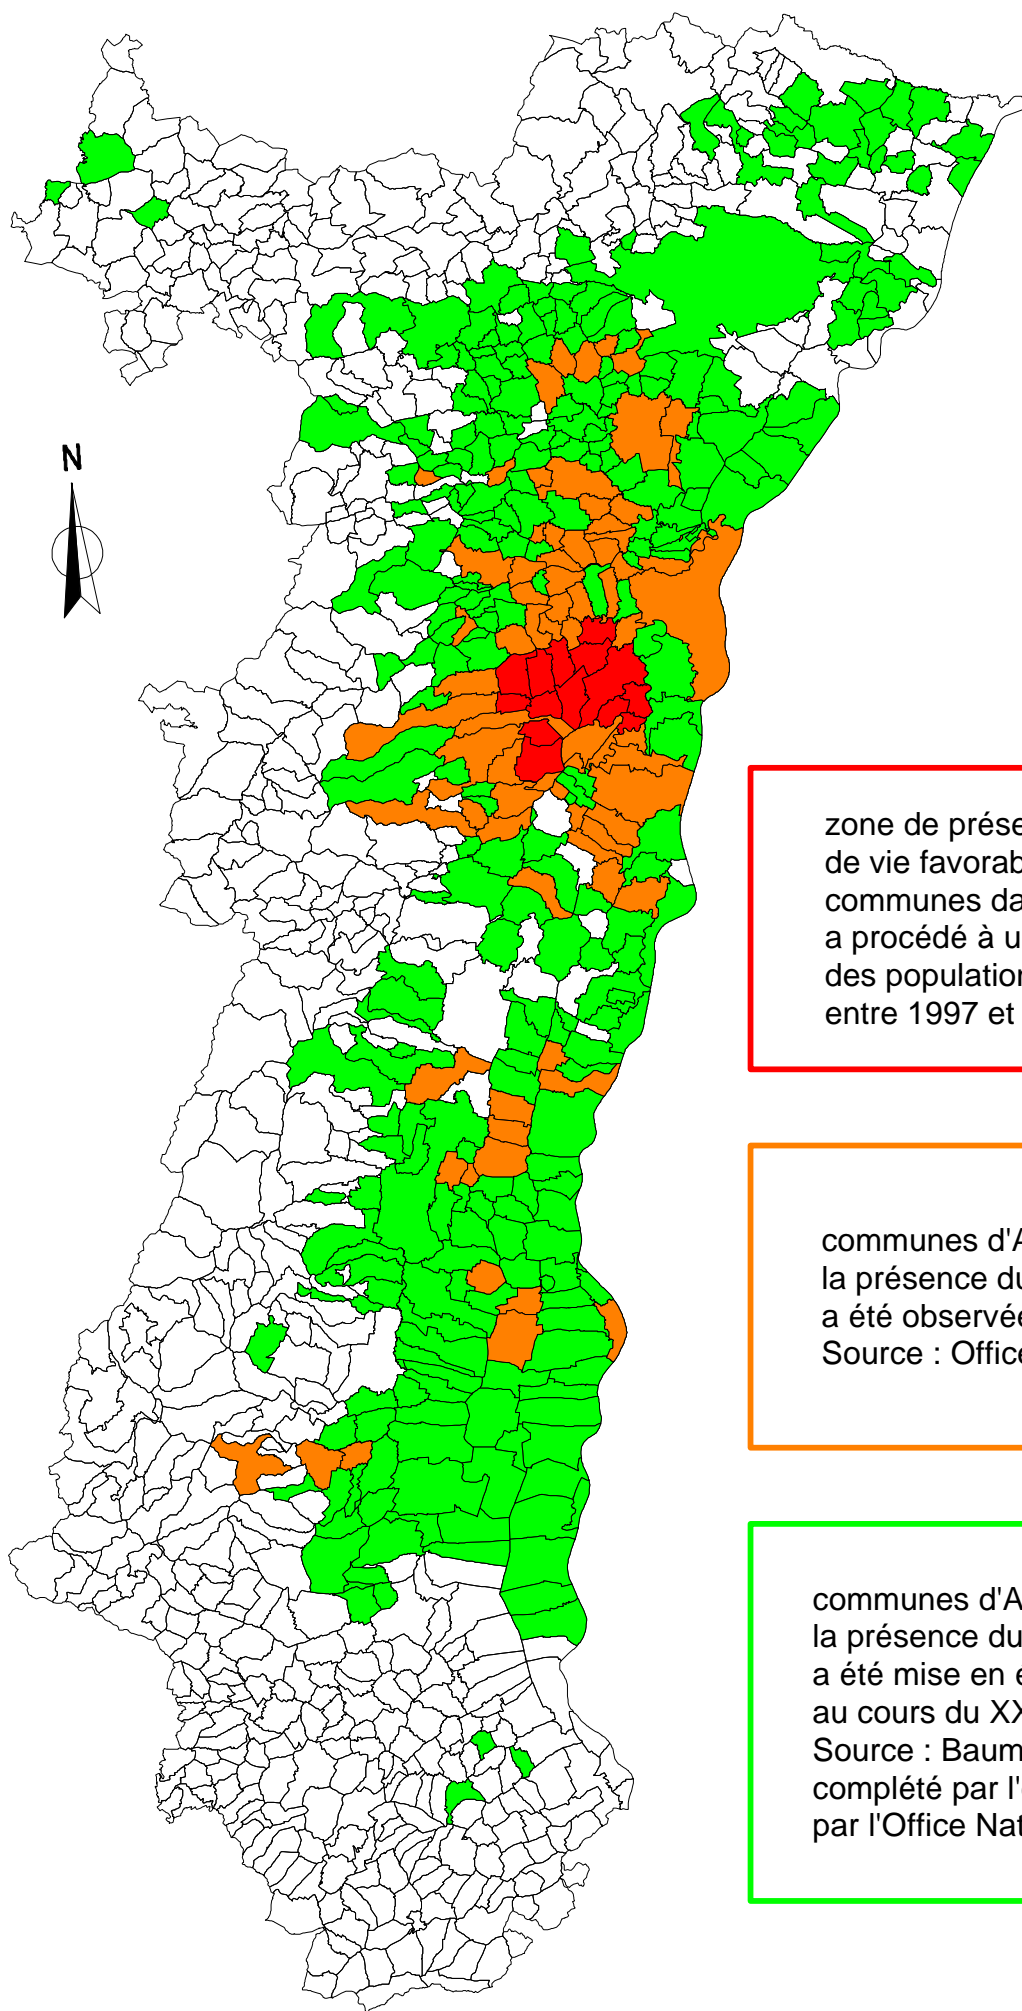 N
zone de prése
de vie favorab
communes da
a procédé à u
des population
entre 1997 et
communes d'A
la présence du
a été observée
Source : Office
communes d'A
la présence du
a été mise en é
au cours du XX
Source : Baum
complété par l'
par l'Office Nat